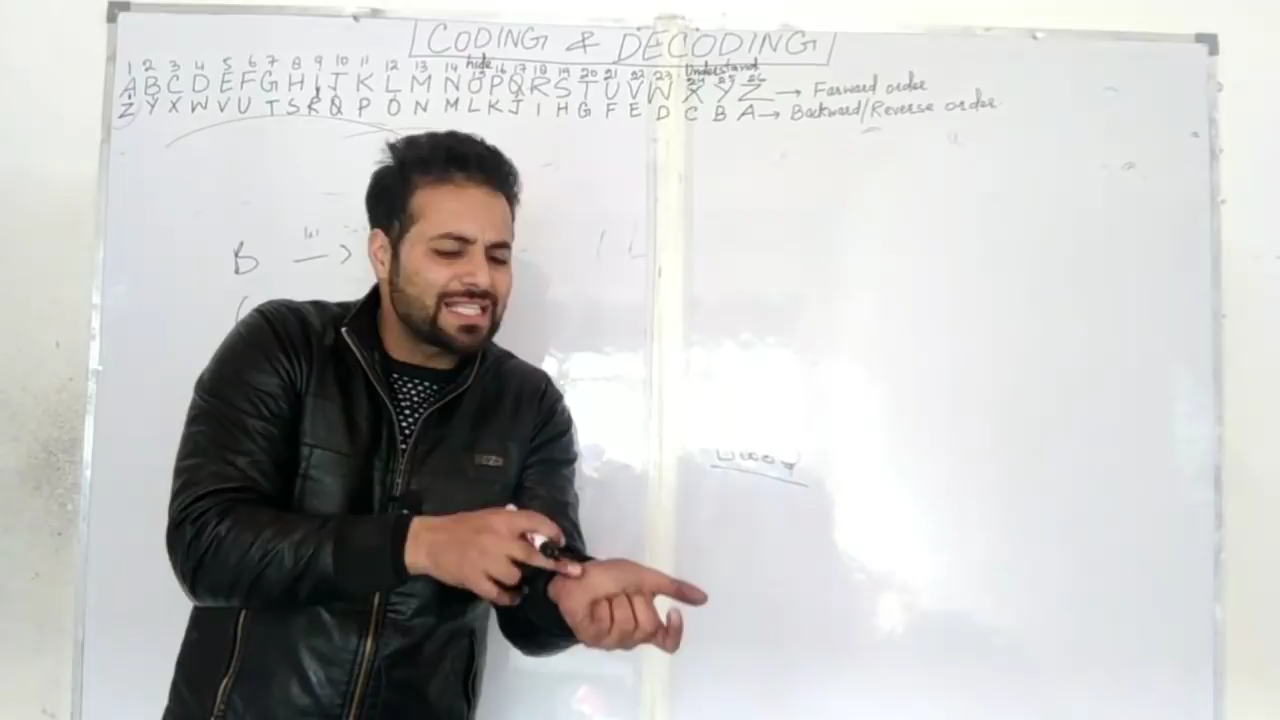 CODING & DECODING
hide Understand
1 2 3 4 5 6 7 8 9 10 11 12 13 14 15 16 17 18 19 20 21 22 23 24 25 26
A B C D E F G H I J K L M N O P Q R S T U V W X Y Z → Forward order
Z Y X W V U T S R Q P O N M L K J I H G F E D C B A → Backward/Reverse order
B →